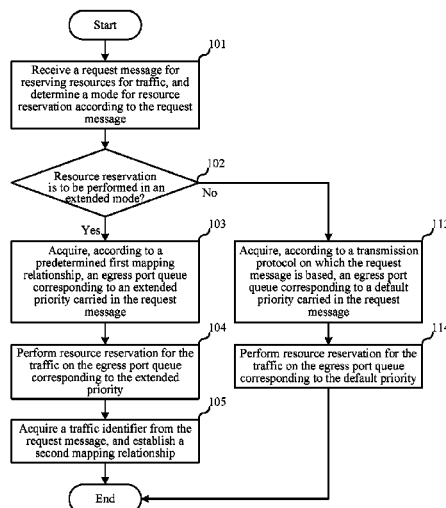 Start
101
Receive a request message for
reserving resources for traffic, and
determine a mode for resource
reservation according to the request
message
102
Resource reservation
is to be performed in an
extended mode?
No
Yes
103
Acquire, according to a
predetermined first mapping
relationship, an egress port queue
corresponding to an extended
priority carried in the request
message
113
Acquire, according to a transmission
protocol on which the request
message is based, an egress port
queue corresponding to a default
priority carried in the request message
104
Perform resource reservation for the
traffic on the egress port queue
corresponding to the extended
priority
114
Perform resource reservation for the
traffic on the egress port queue
corresponding to the default priority
105
Acquire a traffic identifier from the
request message, and establish a
second mapping relationship
End